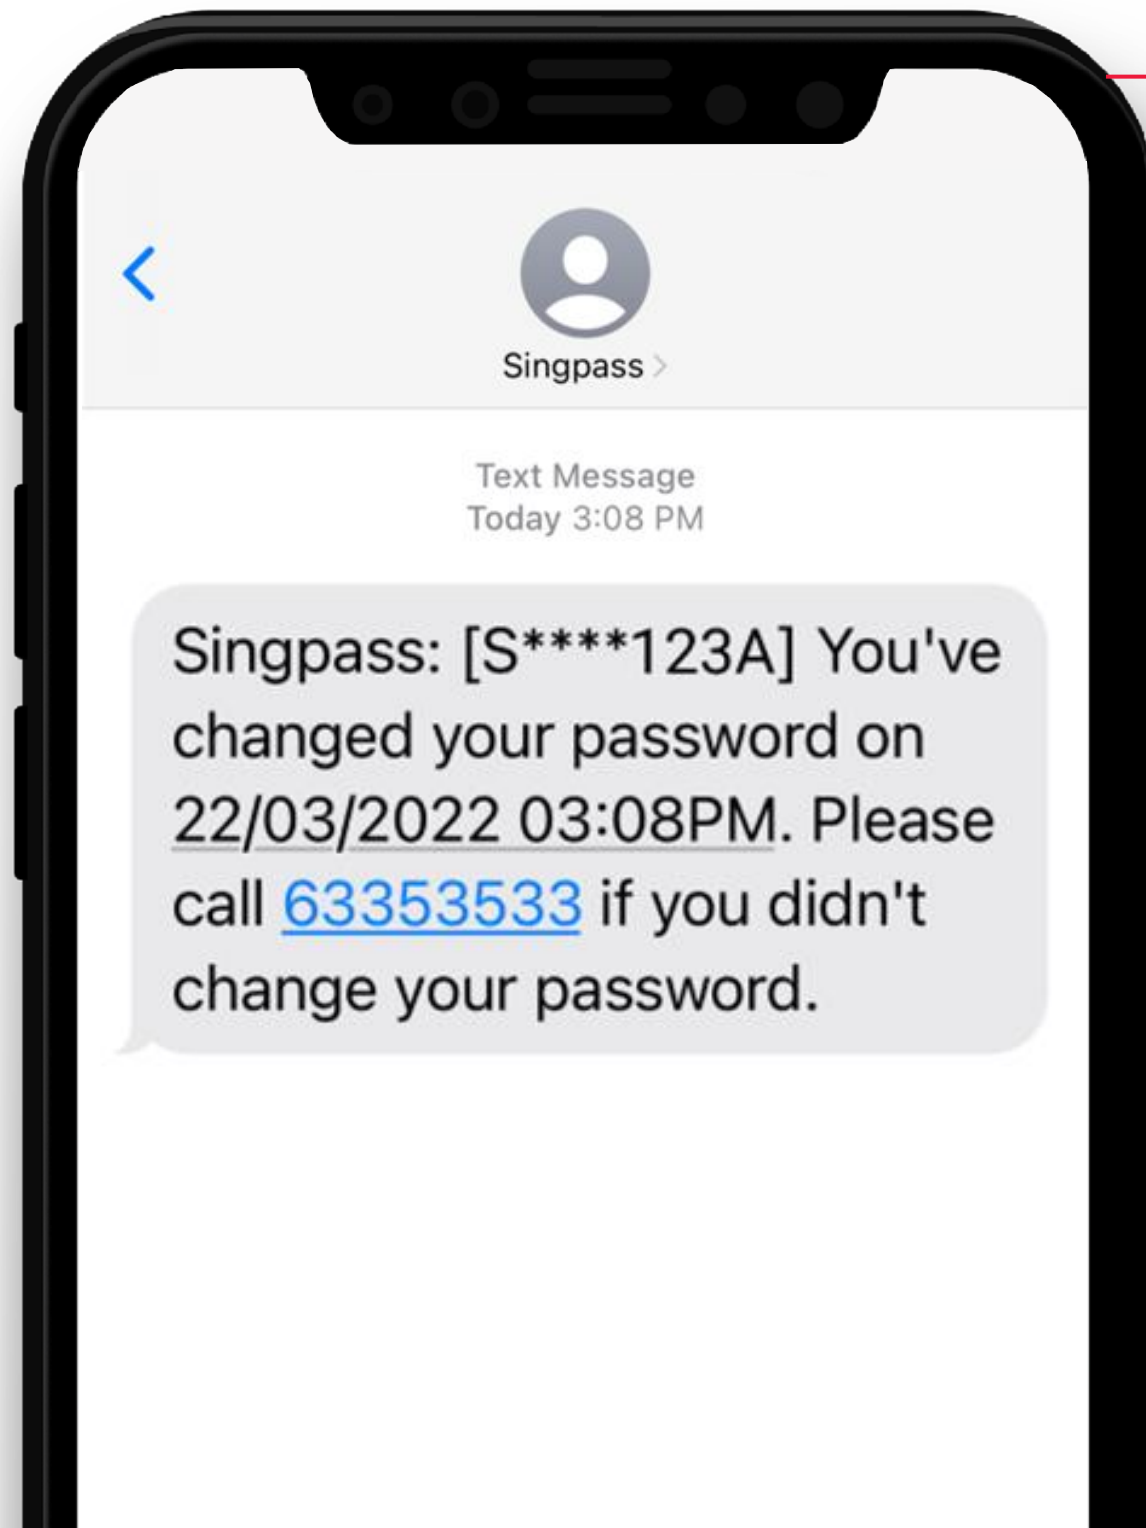 Singpass
Text Message
Today 3:08 PM
Singpass: [S****123A] You've
changed your password on
22/03/2022 03:08PM. Please
call 63353533 if you didn't
change your password.